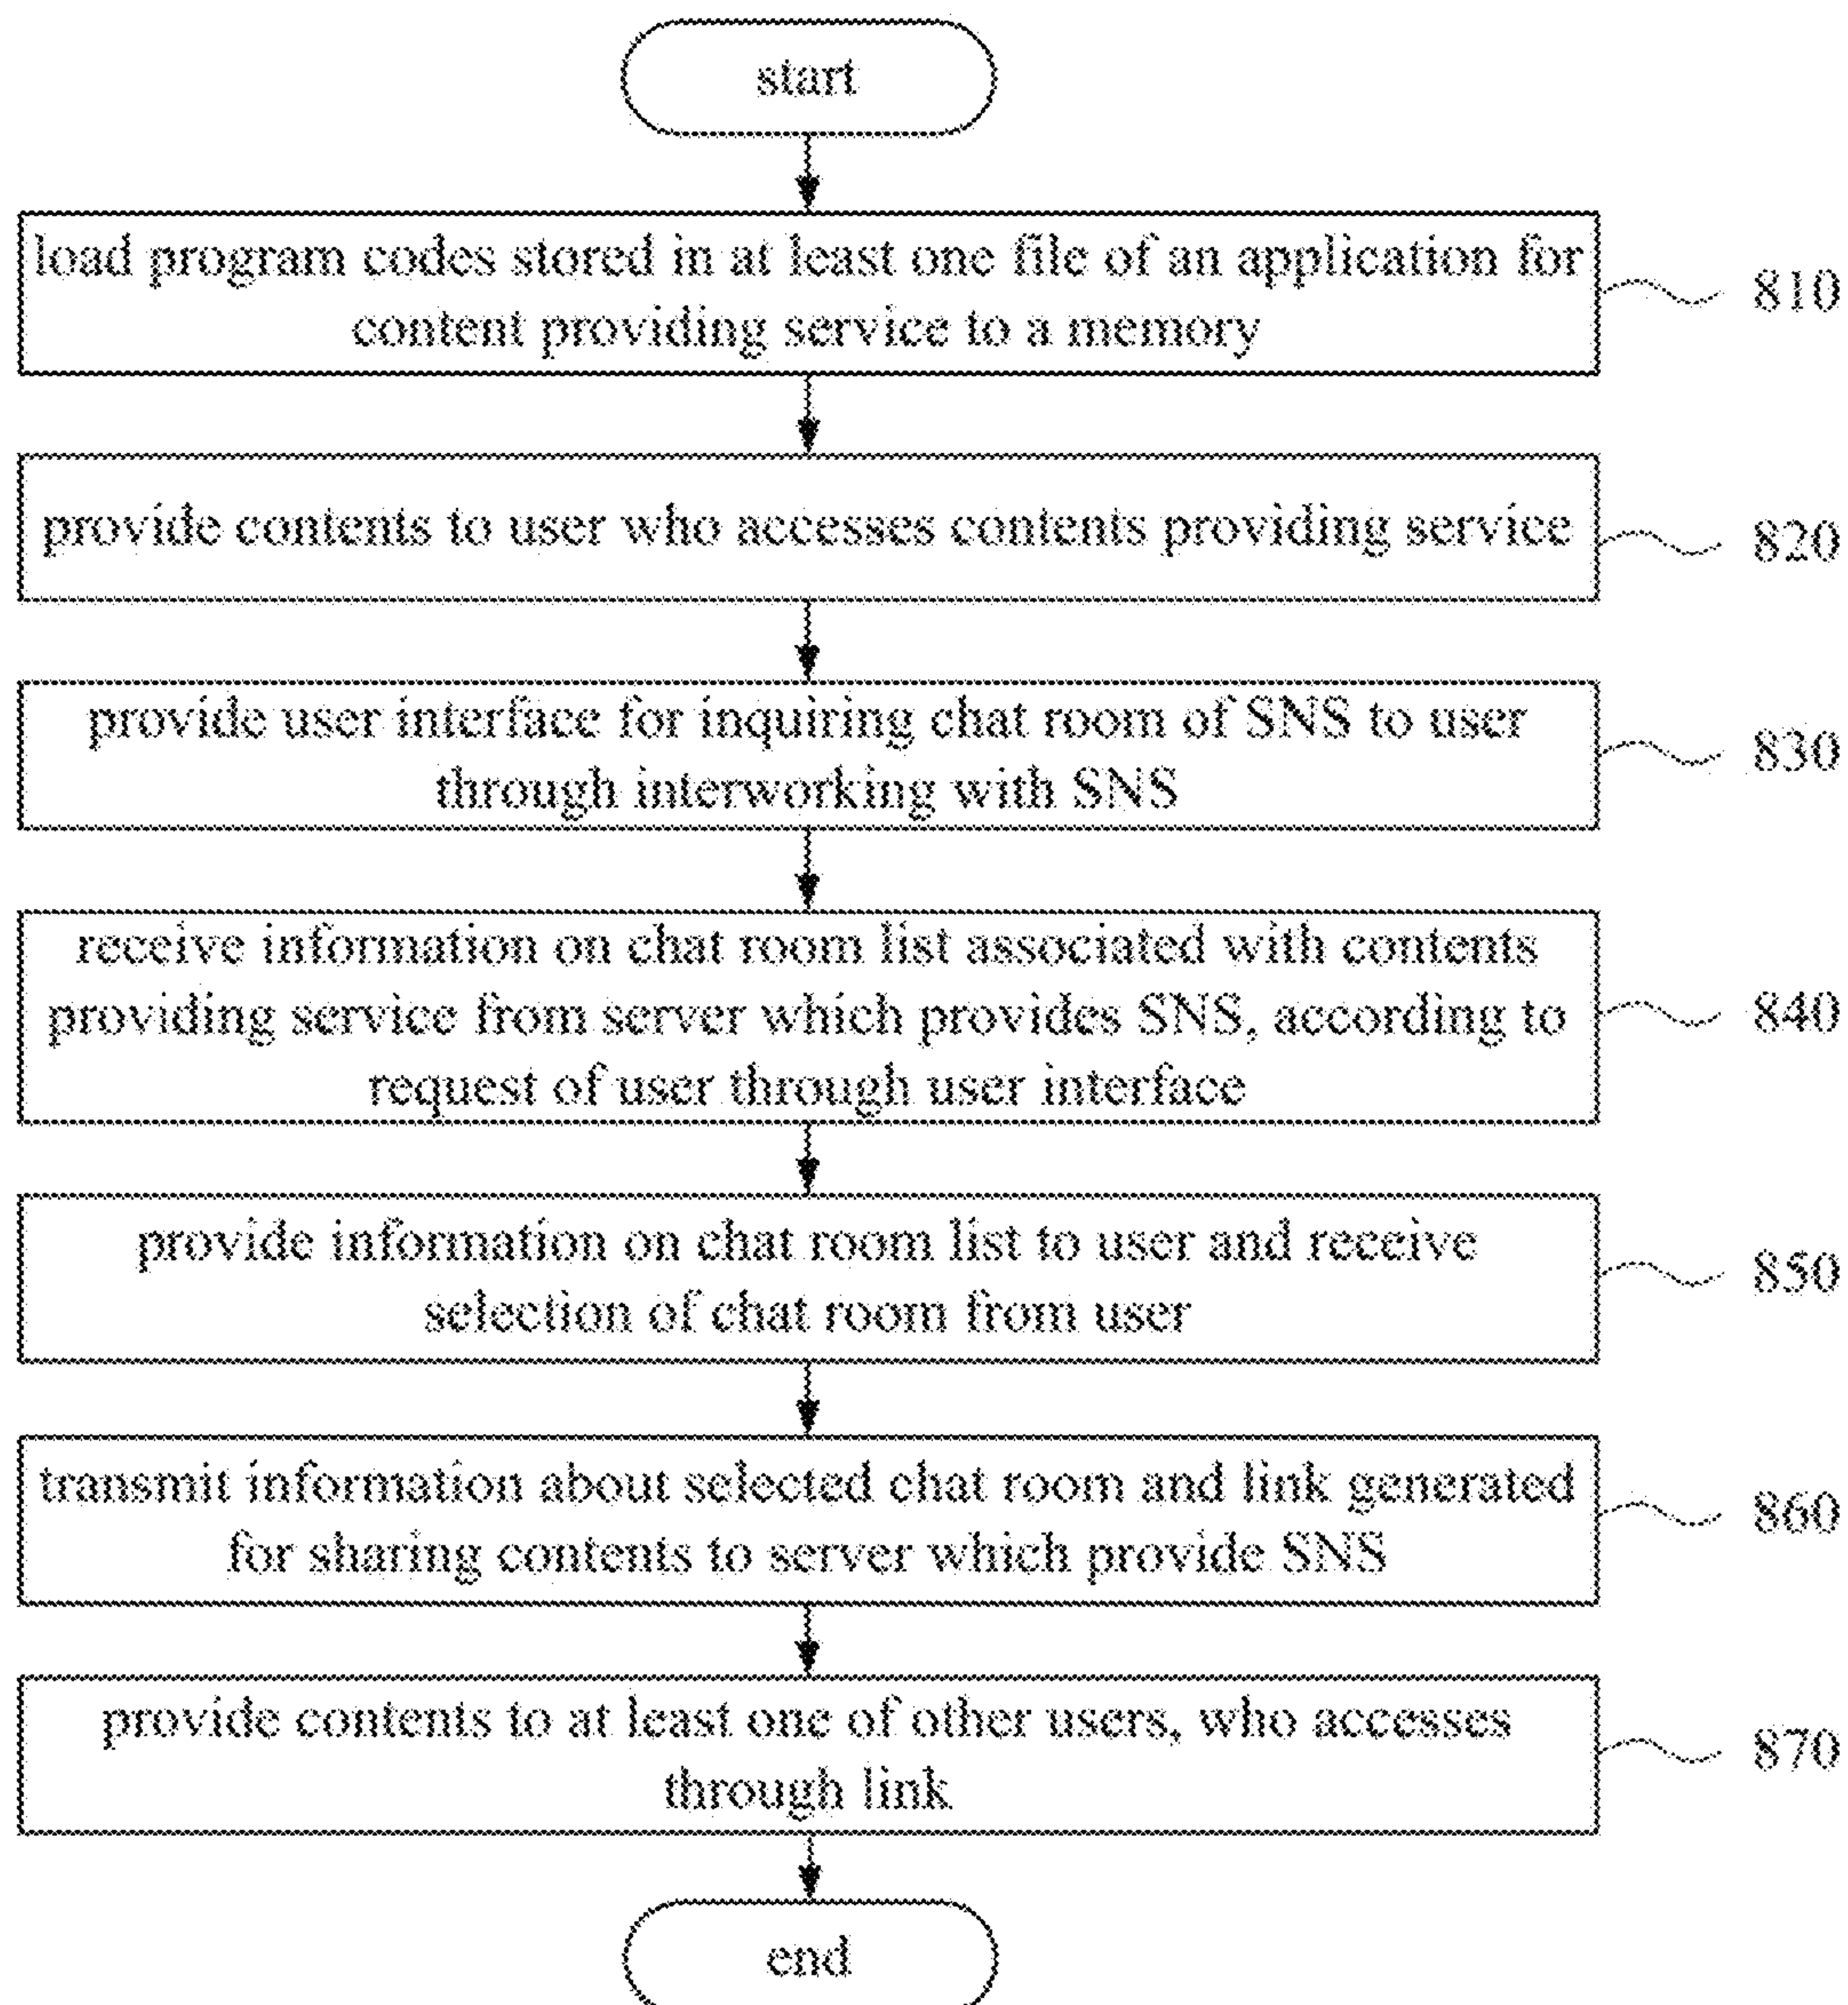 start
load program codes stored in at least one file of an application for
content providing service to a memory
810
provide contents to user who accesses contents providing service
820
provide user interface for inquiring chat room of SNS to user
through interworking with SNS
830
receive information on chat room list associated with contents
providing service from server which provides SNS, according to
request of user through user interface
840
provide information on chat room list to user and receive
selection of chat room from user
850
transmit information about selected chat room and link generated
for sharing contents to server which provide SNS
860
provide contents to at least one of other users, who accesses
through link
870
end